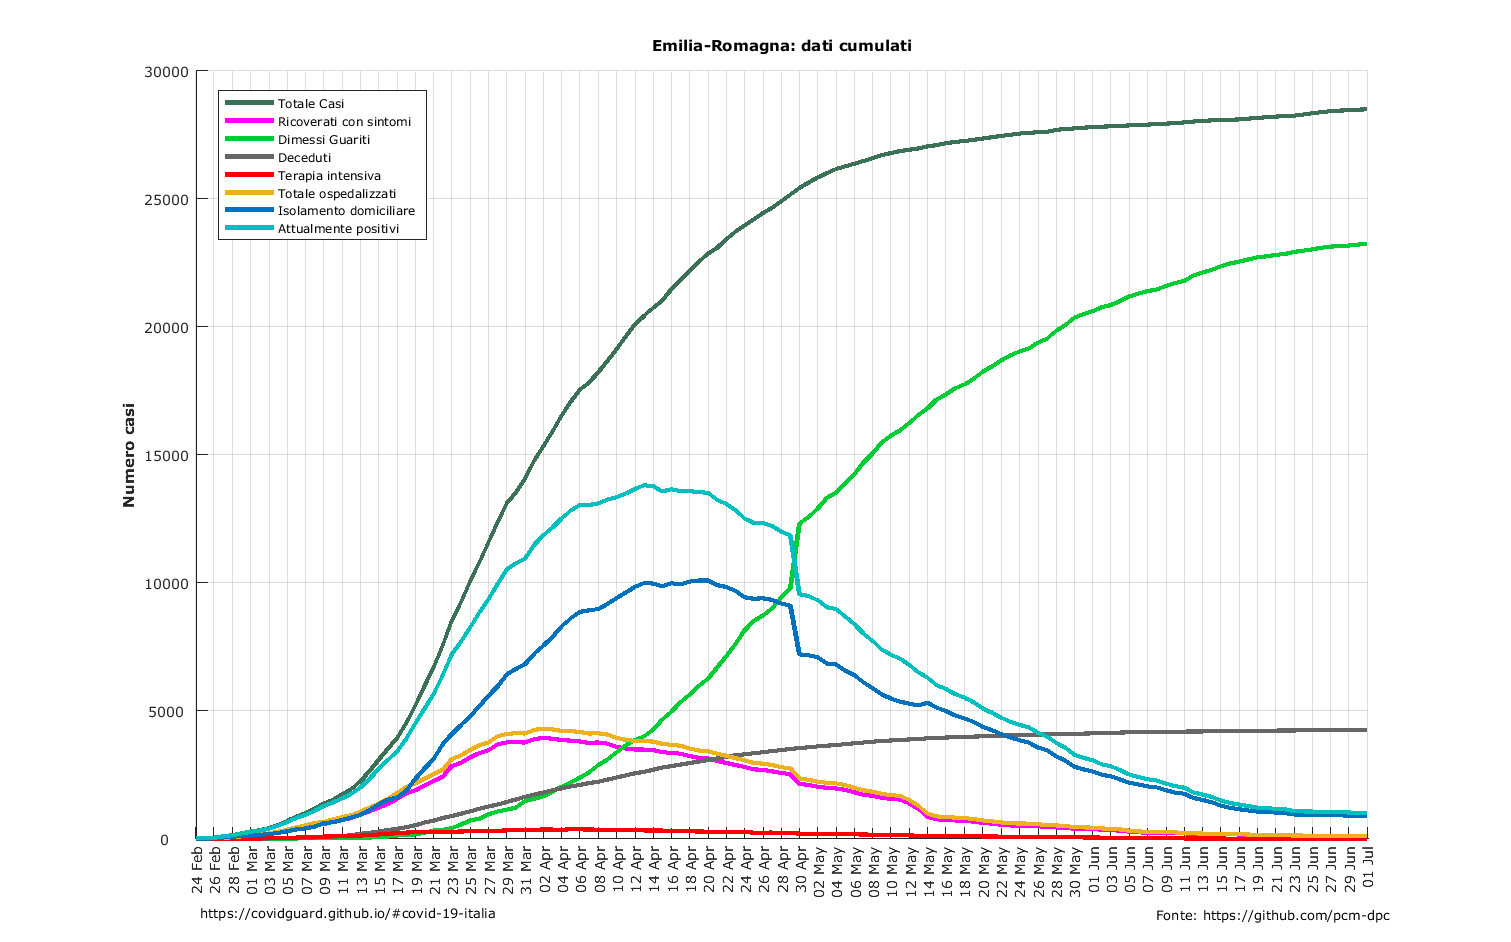 Emilia-Romagna: dati cumulati
Numero casi
30000
25000
20000
15000
10000
5000
0
Totale Casi
Ricoverati con sintomi
Dimessi Guariti
Deceduti
Terapia intensiva
Totale ospedalizzati
Isolamento domiciliare
Attualmente positivi
24 Feb
26 Feb
28 Feb
01 Mar
03 Mar
05 Mar
07 Mar
09 Mar
11 Mar
13 Mar
15 Mar
17 Mar
19 Mar
21 Mar
23 Mar
25 Mar
27 Mar
29 Mar
31 Mar
02 Apr
04 Apr
06 Apr
08 Apr
10 Apr
12 Apr
14 Apr
16 Apr
18 Apr
20 Apr
22 Apr
24 Apr
26 Apr
28 Apr
30 Apr
02 May
04 May
06 May
08 May
10 May
12 May
14 May
16 May
18 May
20 May
22 May
24 May
26 May
28 May
30 May
01 Jun
03 Jun
05 Jun
07 Jun
09 Jun
11 Jun
13 Jun
15 Jun
17 Jun
19 Jun
21 Jun
23 Jun
25 Jun
27 Jun
29 Jun
01 Jul
https://covidguard.github.io/#covid-19-italia
Fonte: https://github.com/pcm-dpc